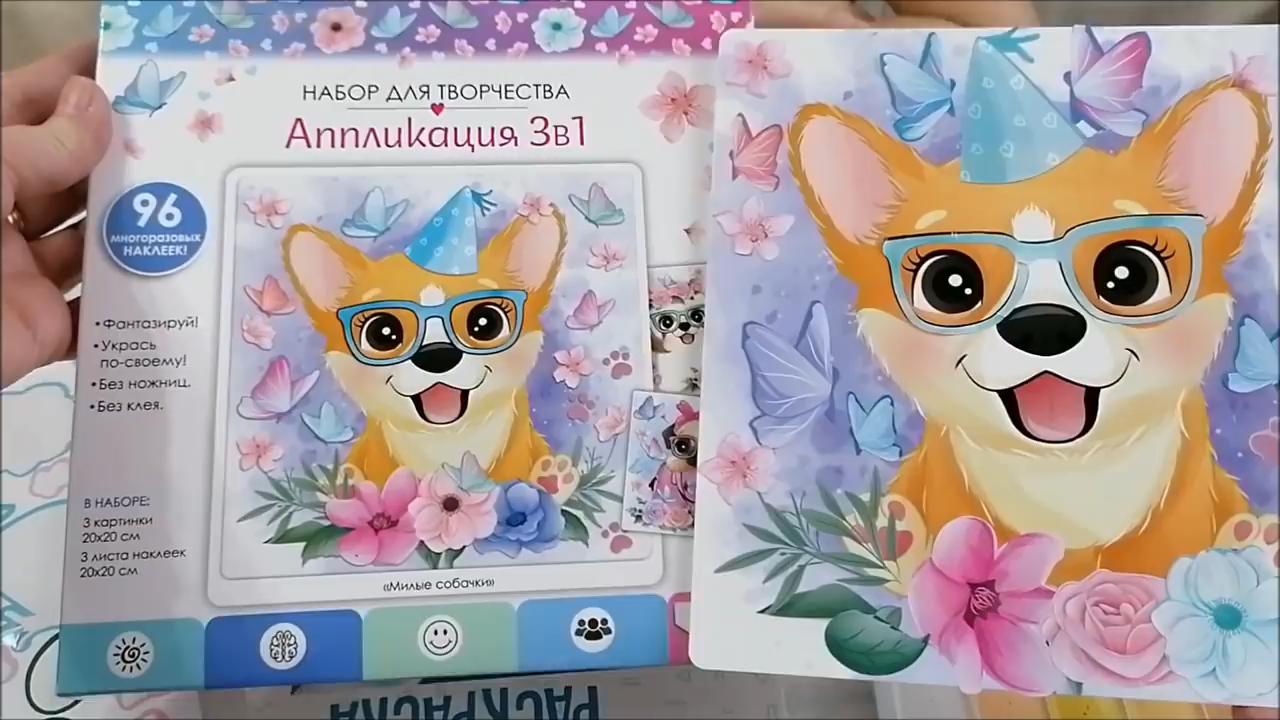 НАБОР ДЛЯ ТВОРЧЕСТВА
Аппликация 3в1
96
многоразовых
НАКЛЕЕК!
• Фантазируй!
• Укрась
по-своему!
• Без ножниц.
• Без клея.
В НАБОРЕ:
3 картинки
20х20 см
3 листа наклеек
20х20 см
«Милые собачки»
РАСКРАСКА